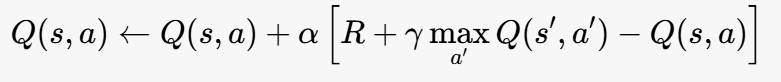 Q(s, a) ← Q(s, a) + α [R + γ max_{a′} Q(s′, a′) − Q(s, a)]